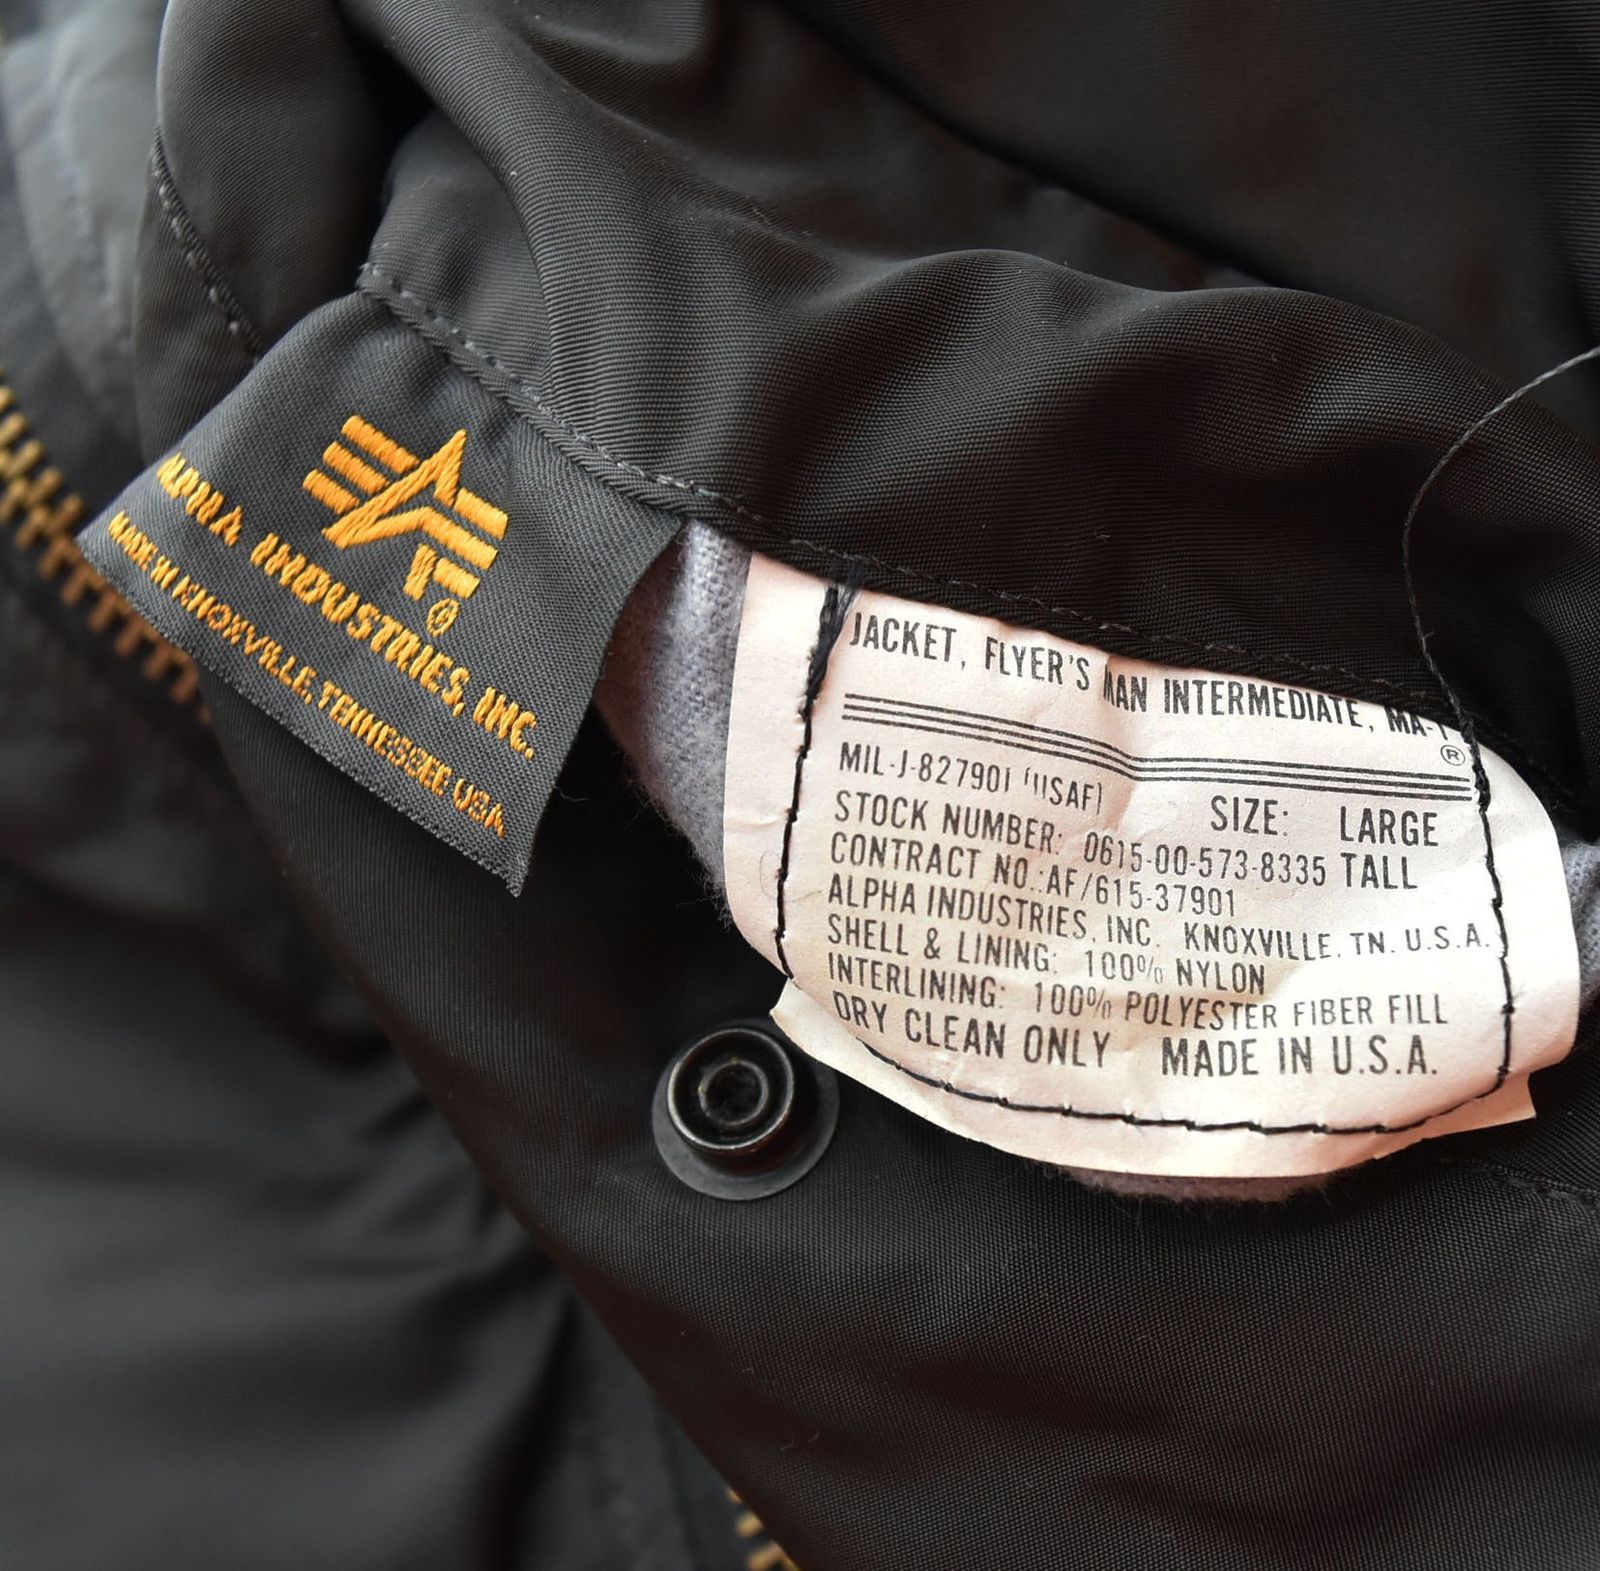 ALPHA INDUSTRIES, INC.
MADE IN KNOXVILLE, TENNESSEE USA
JACKET, FLYER'S MAN INTERMEDIATE, MA-1
®
MIL-J-82790I (USAF)
SIZE: LARGE
STOCK NUMBER: 0615-00-573-8335 TALL
CONTRACT NO.:AF/615-37901
ALPHA INDUSTRIES, INC. KNOXVILLE, TN. U.S.A.
SHELL & LINING: 100% NYLON
INTERLINING: 100% POLYESTER FIBER FILL
DRY CLEAN ONLY MADE IN U.S.A.